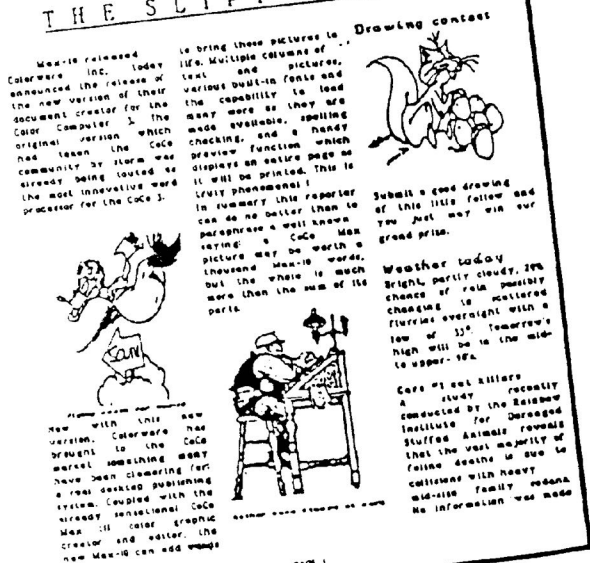 THE SLIP
Max-10 released
Colorware Inc. today
announced the release of
the new version of their
document creator for the
Color Computer 3. The
original version which
had taken the CoCo
community by storm was
already being touted as
the most innovative word
processor for the CoCo 3.
Now with this new
version, Colorware has
brought to the CoCo
market something many
have been clamoring for:
a real desktop publishing
system. Coupled with the
already sensational CoCo
Max III color graphic
creator and editor, the
new Max-10 can add words
to bring those pictures to
life. Multiple columns of
text and pictures,
various built-in fonts and
the capability to load
many more as they are
made available, spelling
checking, and a handy
preview function which
displays an entire page as
it will be printed. This is
truly phenomenal !
In summary this reporter
can do no better than to
paraphrase a well known
saying: a CoCo Max
picture may be worth a
thousand Max-10 words,
but the whole is much
more than the sum of its
parts.
Drawing contest
Submit a good drawing
of this little fellow and
you just may win our
grand prize.
Weather today
Bright, partly cloudy, 20%
chance of rain possibly
changing to scattered
flurries overnight with a
low of 33°. Tomorrow's
high will be in the mid-
to upper-
Cars #1 cat killers
A study recently
conducted by the Rainbow
Institute for Deranged
Stuffed Animals reveals
that the vast majority of
feline deaths is due to
collisions with heavy
mid-size family sedans.
No information was made